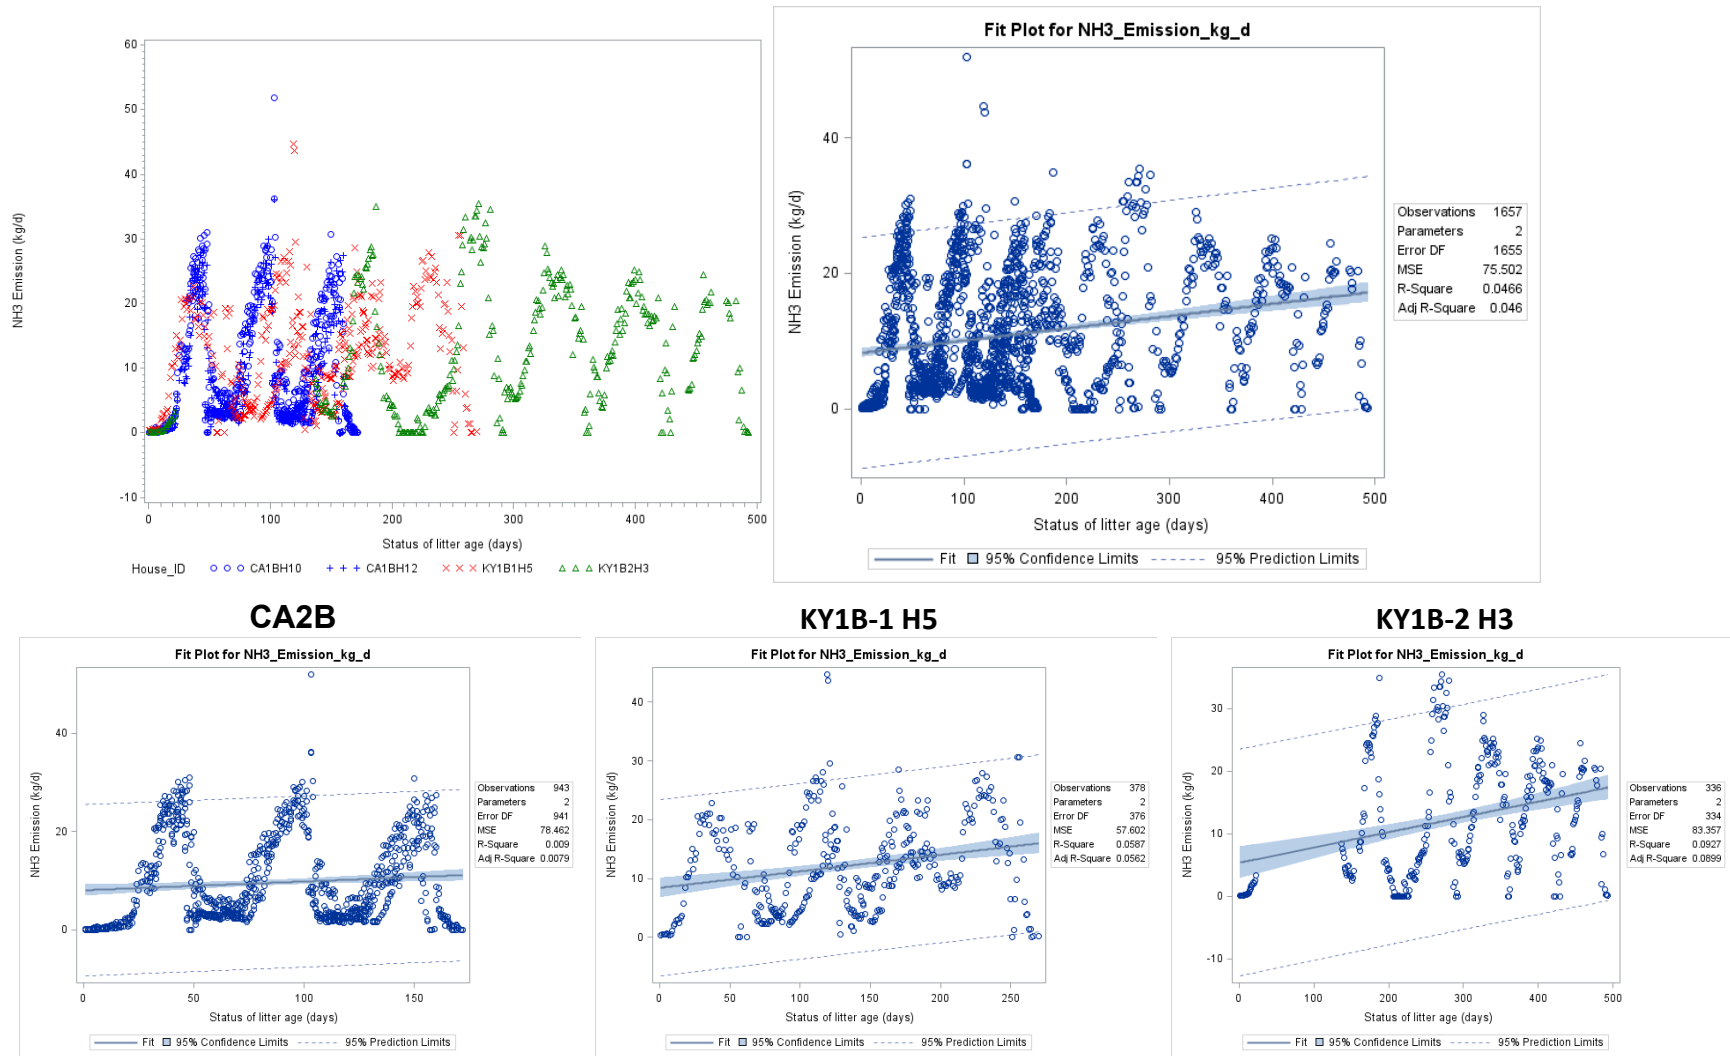 60
50
40
30
20
10
0
-10
NH3 Emission (kg/d)
0 100 200 300 400 500
Status of litter age (days)
House_ID CA1BH10 CA1BH12 KY1B1H5 KY1B2H3
Fit Plot for NH3_Emission_kg_d
40
20
0
NH3 Emission (kg/d)
0 100 200 300 400 500
Status of litter age (days)
Observations 1657
Parameters 2
Error DF 1655
MSE 75.502
R-Square 0.0466
Adj R-Square 0.046
Fit 95% Confidence Limits 95% Prediction Limits
CA2B
Fit Plot for NH3_Emission_kg_d
40
20
0
NH3 Emission (kg/d)
0 50 100 150
Status of litter age (days)
Observations 943
Parameters 2
Error DF 941
MSE 78.462
R-Square 0.009
Adj R-Square 0.0079
Fit 95% Confidence Limits 95% Prediction Limits
KY1B-1 H5
Fit Plot for NH3_Emission_kg_d
40
30
20
10
0
NH3 Emission (kg/d)
0 50 100 150 200 250
Status of litter age (days)
Observations 378
Parameters 2
Error DF 376
MSE 57.602
R-Square 0.0587
Adj R-Square 0.0562
Fit 95% Confidence Limits 95% Prediction Limits
KY1B-2 H3
Fit Plot for NH3_Emission_kg_d
30
20
10
0
-10
NH3 Emission (kg/d)
0 100 200 300 400 500
Status of litter age (days)
Observations 336
Parameters 2
Error DF 334
MSE 83.357
R-Square 0.0927
Adj R-Square 0.0899
Fit 95% Confidence Limits 95% Prediction Limits